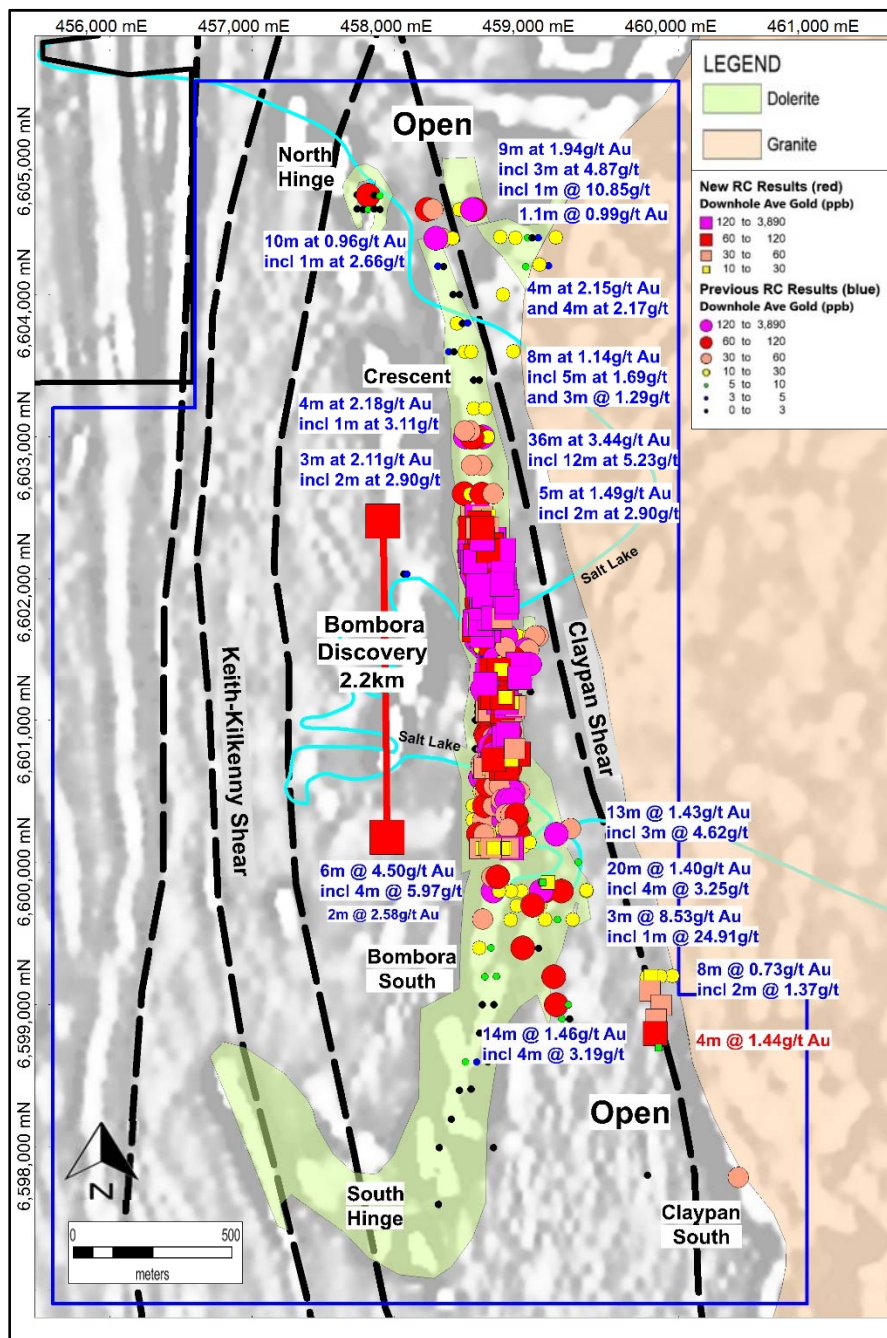 456,000 mE
457,000 mE
458,000 mE
459,000 mE
460,000 mE
461,000 mE
6,605,000 mN
6,604,000 mN
6,603,000 mN
6,602,000 mN
6,601,000 mN
6,600,000 mN
6,599,000 mN
6,598,000 mN
LEGEND
Dolerite
Granite
New RC Results (red)
Downhole Ave Gold (ppb)
120 to 3,890
60 to 120
30 to 60
10 to 30
Previous RC Results (blue)
Downhole Ave Gold (ppb)
120 to 3,890
60 to 120
30 to 60
10 to 30
5 to 10
3 to 5
0 to 3
Open
North
Hinge
9m at 1.94g/t Au
incl 3m at 4.87g/t
incl 1m @ 10.85g/t
1.1m @ 0.99g/t Au
10m at 0.96g/t Au
incl 1m at 2.66g/t
4m at 2.15g/t Au
and 4m at 2.17g/t
8m at 1.14g/t Au
incl 5m at 1.69g/t
and 3m @ 1.29g/t
Crescent
4m at 2.18g/t Au
incl 1m at 3.11g/t
36m at 3.44g/t Au
incl 12m at 5.23g/t
3m at 2.11g/t Au
incl 2m at 2.90g/t
5m at 1.49g/t Au
incl 2m at 2.90g/t
Salt Lake
Bombora
Discovery
2.2km
Keith-Kilkenny Shear
Claypan Shear
Salt Lake
13m @ 1.43g/t Au
incl 3m @ 4.62g/t
6m @ 4.50g/t Au
incl 4m @ 5.97g/t
2m @ 2.58g/t Au
20m @ 1.40g/t Au
incl 4m @ 3.25g/t
3m @ 8.53g/t Au
incl 1m @ 24.91g/t
Bombora
South
8m @ 0.73g/t Au
incl 2m @ 1.37g/t
14m @ 1.46g/t Au
incl 4m @ 3.19g/t
4m @ 1.44g/t Au
Open
South
Hinge
Claypan
South
Z
0
500
meters